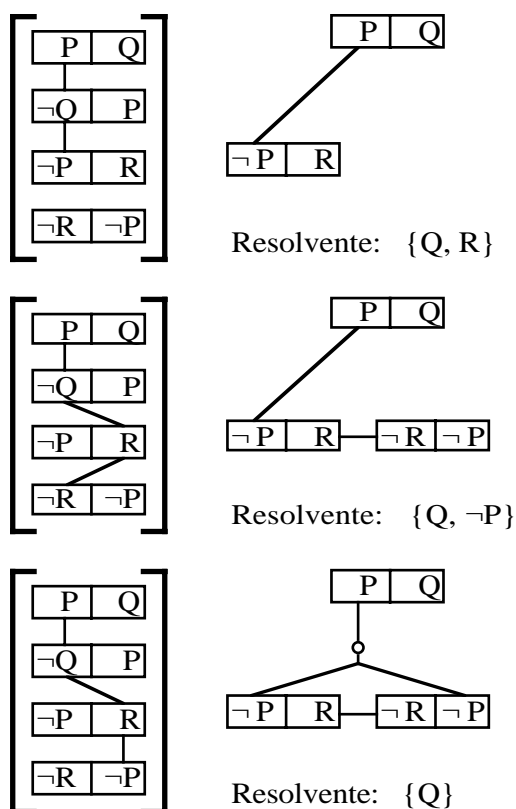 P Q
¬Q P
¬P R
¬R ¬P
P Q
¬P R
Resolvente: {Q, R}
P Q
¬Q P
¬P R
¬R ¬P
P Q
¬P R ¬R ¬P
Resolvente: {Q, ¬P}
P Q
¬Q P
¬P R
¬R ¬P
P Q
¬P R ¬R ¬P
Resolvente: {Q}